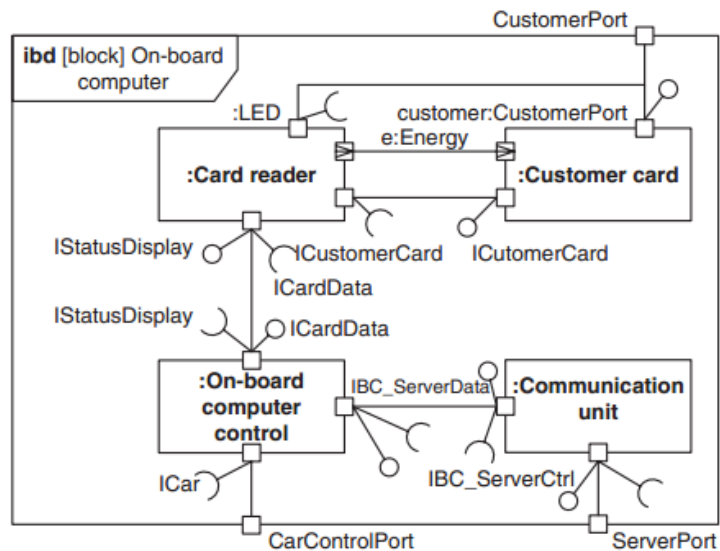 CustomerPort
ibd [block] On-board
computer
:LED
customer:CustomerPort
e:Energy
:Card reader
:Customer card
IStatusDisplay
ICustomerCard
ICutomerCard
ICardData
IStatusDisplay
ICardData
:On-board
computer
control
IBC_ServerData
:Communication
unit
ICar
IBC_ServerCtrl
CarControlPort
ServerPort